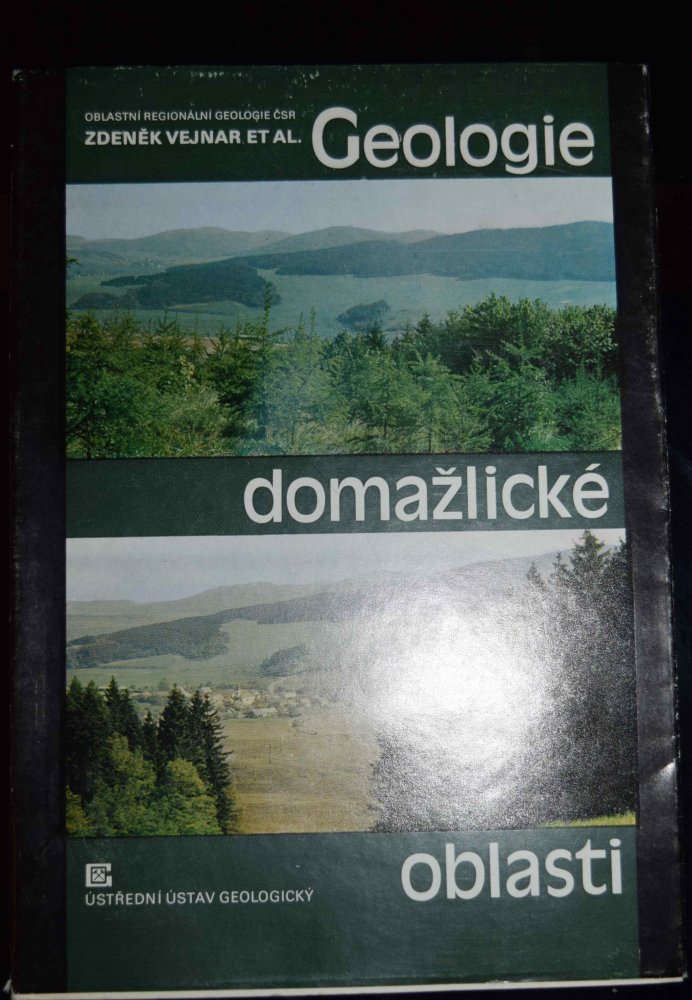 OBLASTNÍ REGIONÁLNÍ GEOLOGIE ČSR
ZDENĚK VEJNAR ET AL.
Geologie
domažlické
oblasti
ÚSTŘEDNÍ ÚSTAV GEOLOGICKÝ